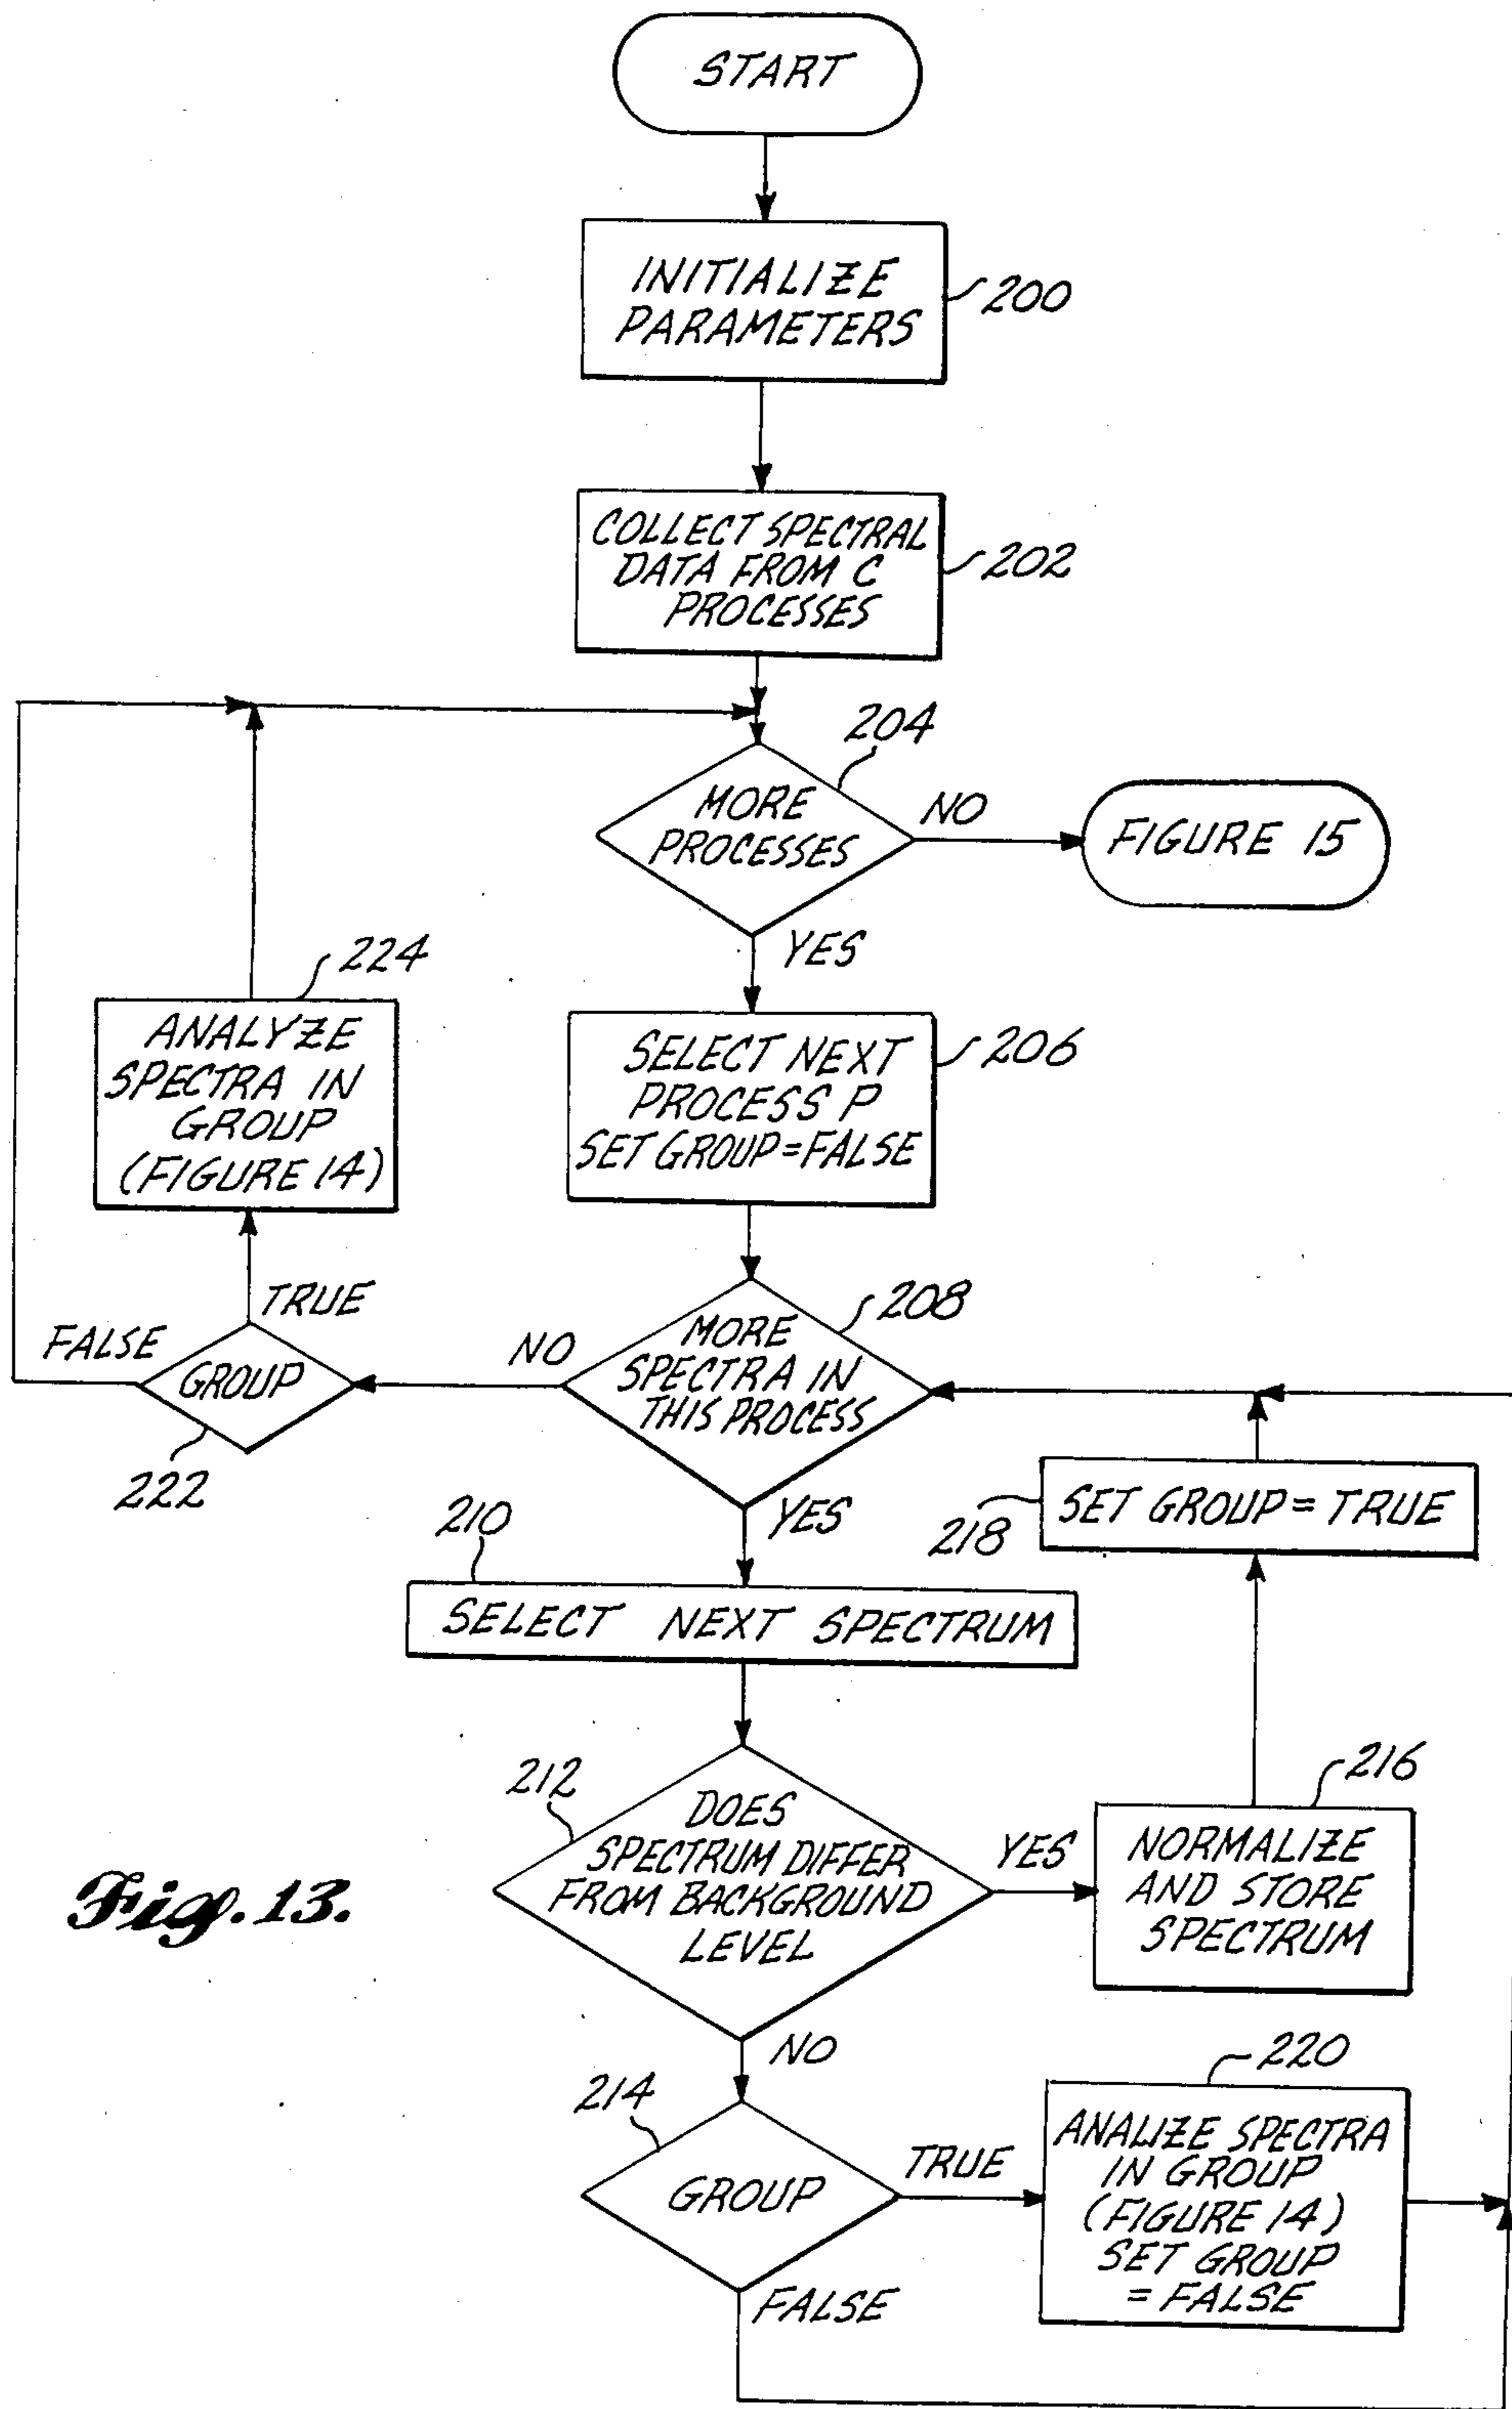 START
INITIALIZE
PARAMETERS
200
COLLECT SPECTRAL
DATA FROM C
PROCESSES
202
204
MORE
PROCESSES
NO
FIGURE 15
YES
224
ANALYZE
SPECTRA IN
GROUP
(FIGURE 14)
SELECT NEXT
PROCESS P
SET GROUP=FALSE
206
TRUE
FALSE
GROUP
222
NO
208
MORE
SPECTRA IN
THIS PROCESS
YES
218
SET GROUP = TRUE
210
SELECT NEXT SPECTRUM
212
DOES
SPECTRUM DIFFER
FROM BACKGROUND
LEVEL
YES
216
NORMALIZE
AND STORE
SPECTRUM
Fig. 13.
NO
214
GROUP
TRUE
220
ANALIZE SPECTRA
IN GROUP
(FIGURE 14)
SET GROUP
= FALSE
FALSE